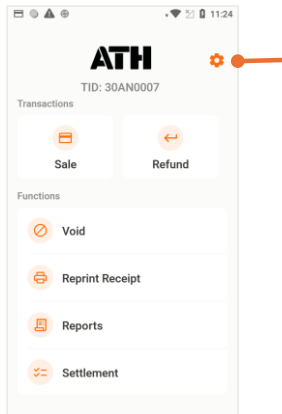 11:24
ATH
TID: 30AN0007
Transactions
Sale
Refund
Functions
Void
Reprint Receipt
Reports
Settlement